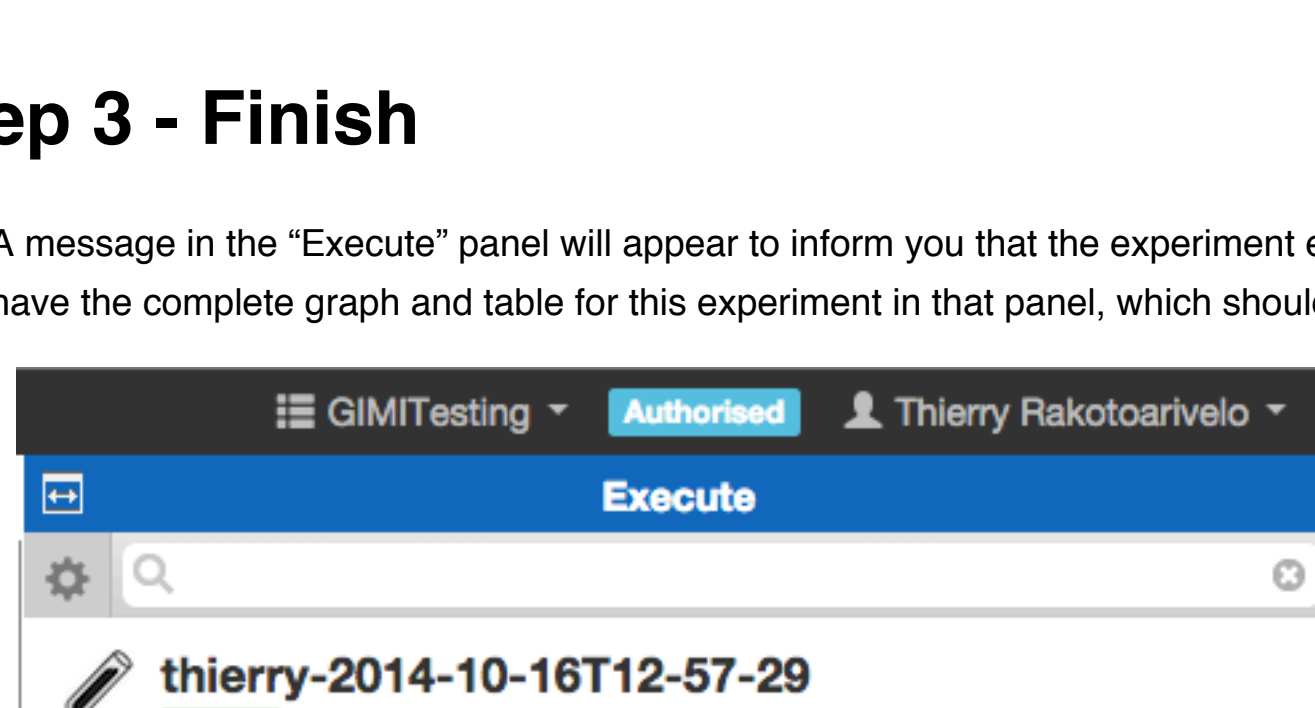 ep 3 - Finish
A message in the “Execute” panel will appear to inform you that the experiment e
have the complete graph and table for this experiment in that panel, which shoul
GIMITesting Authorised Thierry Rakotoarivelo
Execute
thierry-2014-10-16T12-57-29